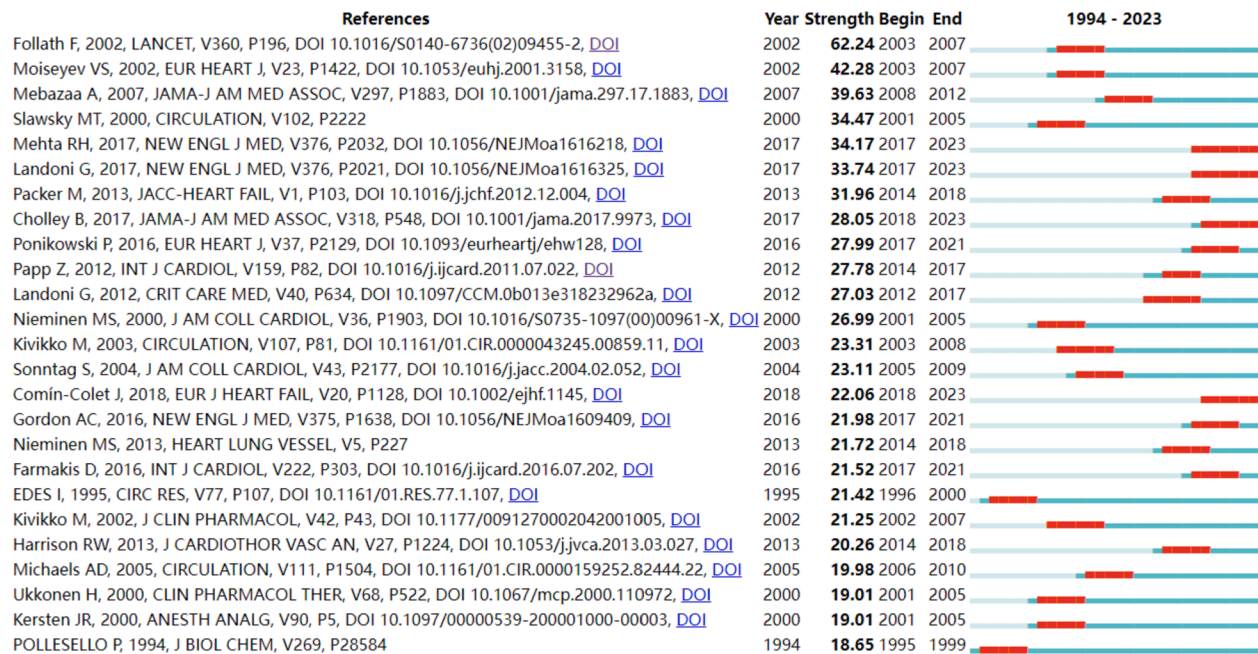 References Year Strength Begin End 1994 - 2023
Follath F, 2002, LANCET, V360, P196, DOI 10.1016/S0140-6736(02)09455-2, DOI 2002 62.24 2003 2007
Moiseyev VS, 2002, EUR HEART J, V23, P1422, DOI 10.1053/euhj.2001.3158, DOI 2002 42.28 2003 2007
Mebazaa A, 2007, JAMA-J AM MED ASSOC, V297, P1883, DOI 10.1001/jama.297.17.1883, DOI 2007 39.63 2008 2012
Slawsky MT, 2000, CIRCULATION, V102, P2222 2000 34.47 2001 2005
Mehta RH, 2017, NEW ENGL J MED, V376, P2032, DOI 10.1056/NEJMoa1616218, DOI 2017 34.17 2017 2023
Landoni G, 2017, NEW ENGL J MED, V376, P2021, DOI 10.1056/NEJMoa1616325, DOI 2017 33.74 2017 2023
Packer M, 2013, JACC-HEART FAIL, V1, P103, DOI 10.1016/j.jchf.2012.12.004, DOI 2013 31.96 2014 2018
Cholley B, 2017, JAMA-J AM MED ASSOC, V318, P548, DOI 10.1001/jama.2017.9973, DOI 2017 28.05 2018 2023
Ponikowski P, 2016, EUR HEART J, V37, P2129, DOI 10.1093/eurheartj/ehw128, DOI 2016 27.99 2017 2021
Papp Z, 2012, INT J CARDIOL, V159, P82, DOI 10.1016/j.ijcard.2011.07.022, DOI 2012 27.78 2014 2017
Landoni G, 2012, CRIT CARE MED, V40, P634, DOI 10.1097/CCM.0b013e318232962a, DOI 2012 27.03 2012 2017
Nieminen MS, 2000, J AM COLL CARDIOL, V36, P1903, DOI 10.1016/S0735-1097(00)00961-X, DOI 2000 26.99 2001 2005
Kivikko M, 2003, CIRCULATION, V107, P81, DOI 10.1161/01.CIR.0000043245.00859.11, DOI 2003 23.31 2003 2008
Sonntag S, 2004, J AM COLL CARDIOL, V43, P2177, DOI 10.1016/j.jacc.2004.02.052, DOI 2004 23.11 2005 2009
Comín-Colet J, 2018, EUR J HEART FAIL, V20, P1128, DOI 10.1002/ejhf.1145, DOI 2018 22.06 2018 2023
Gordon AC, 2016, NEW ENGL J MED, V375, P1638, DOI 10.1056/NEJMoa1609409, DOI 2016 21.98 2017 2021
Nieminen MS, 2013, HEART LUNG VESSEL, V5, P227 2013 21.72 2014 2018
Farmakis D, 2016, INT J CARDIOL, V222, P303, DOI 10.1016/j.ijcard.2016.07.202, DOI 2016 21.52 2017 2021
EDES I, 1995, CIRC RES, V77, P107, DOI 10.1161/01.RES.77.1.107, DOI 1995 21.42 1996 2000
Kivikko M, 2002, J CLIN PHARMACOL, V42, P43, DOI 10.1177/0091270002042001005, DOI 2002 21.25 2002 2007
Harrison RW, 2013, J CARDIOTHOR VASC AN, V27, P1224, DOI 10.1053/j.jvca.2013.03.027, DOI 2013 20.26 2014 2018
Michaels AD, 2005, CIRCULATION, V111, P1504, DOI 10.1161/01.CIR.0000159252.82444.22, DOI 2005 19.98 2006 2010
Ukkonen H, 2000, CLIN PHARMACOL THER, V68, P522, DOI 10.1067/mcp.2000.110972, DOI 2000 19.01 2001 2005
Kersten JR, 2000, ANESTH ANALG, V90, P5, DOI 10.1097/00000539-200001000-00003, DOI 2000 19.01 2001 2005
POLLESELLO P, 1994, J BIOL CHEM, V269, P28584 1994 18.65 1995 1999